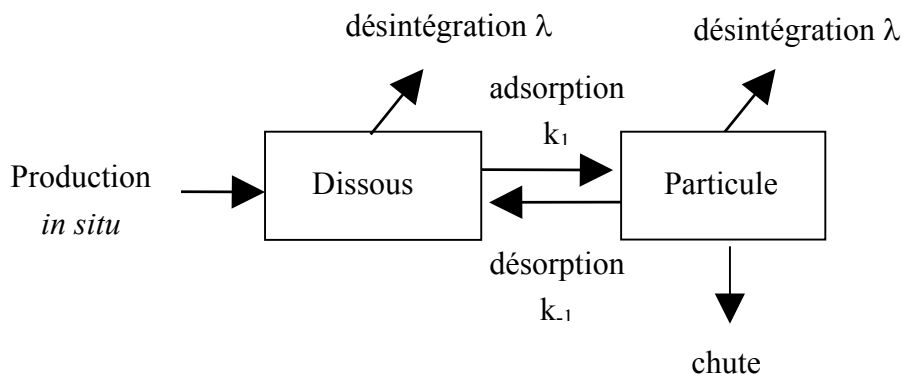 désintégration λ
désintégration λ
adsorption
k₁
Production
in situ
Dissous
Particule
désorption
k₋₁
chute